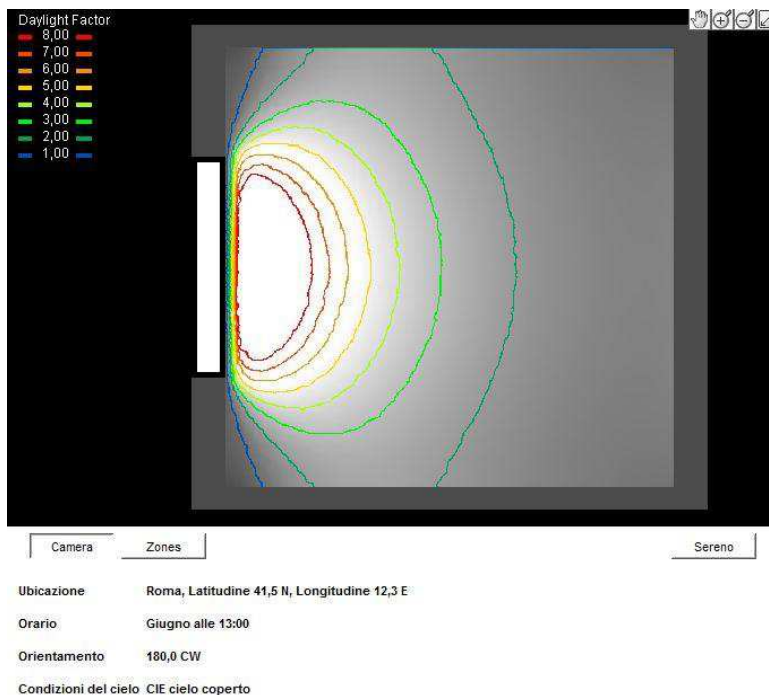 Daylight Factor
8,00
7,00
6,00
5,00
4,00
3,00
2,00
1,00
Camera Zones Sereno
Ubicazione Roma, Latitudine 41,5 N, Longitudine 12,3 E
Orario Giugno alle 13:00
Orientamento 180,0 CW
Condizioni del cielo CIE cielo coperto